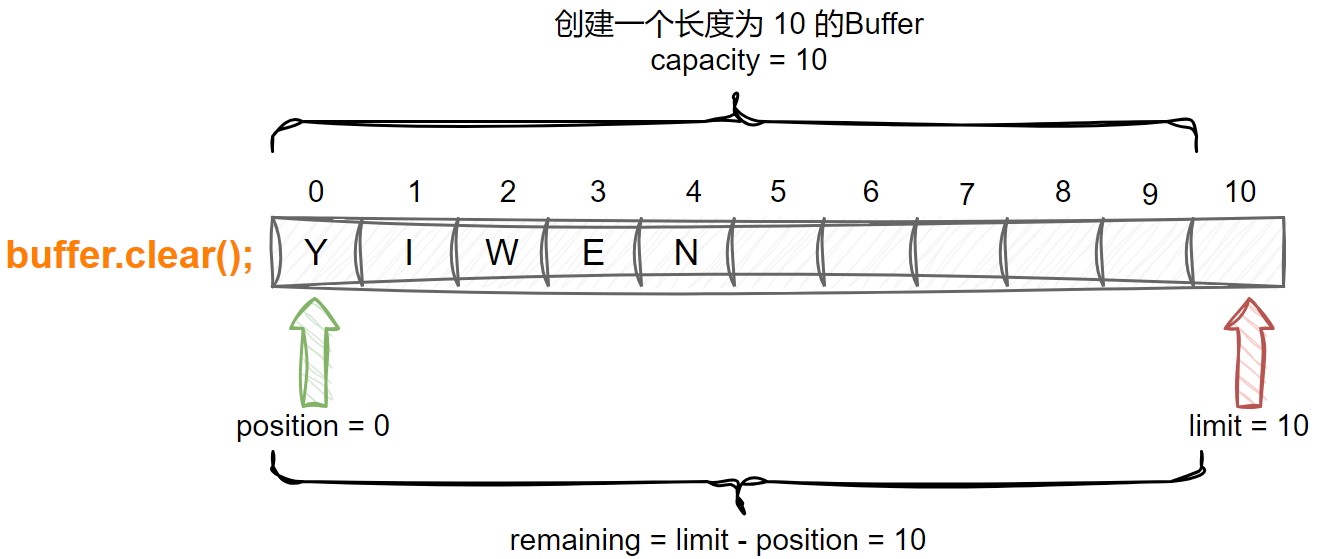 创建一个长度为 10 的Buffer
capacity = 10
0 1 2 3 4 5 6 7 8 9 10
buffer.clear(); Y I W E N
position = 0 limit = 10
remaining = limit - position = 10